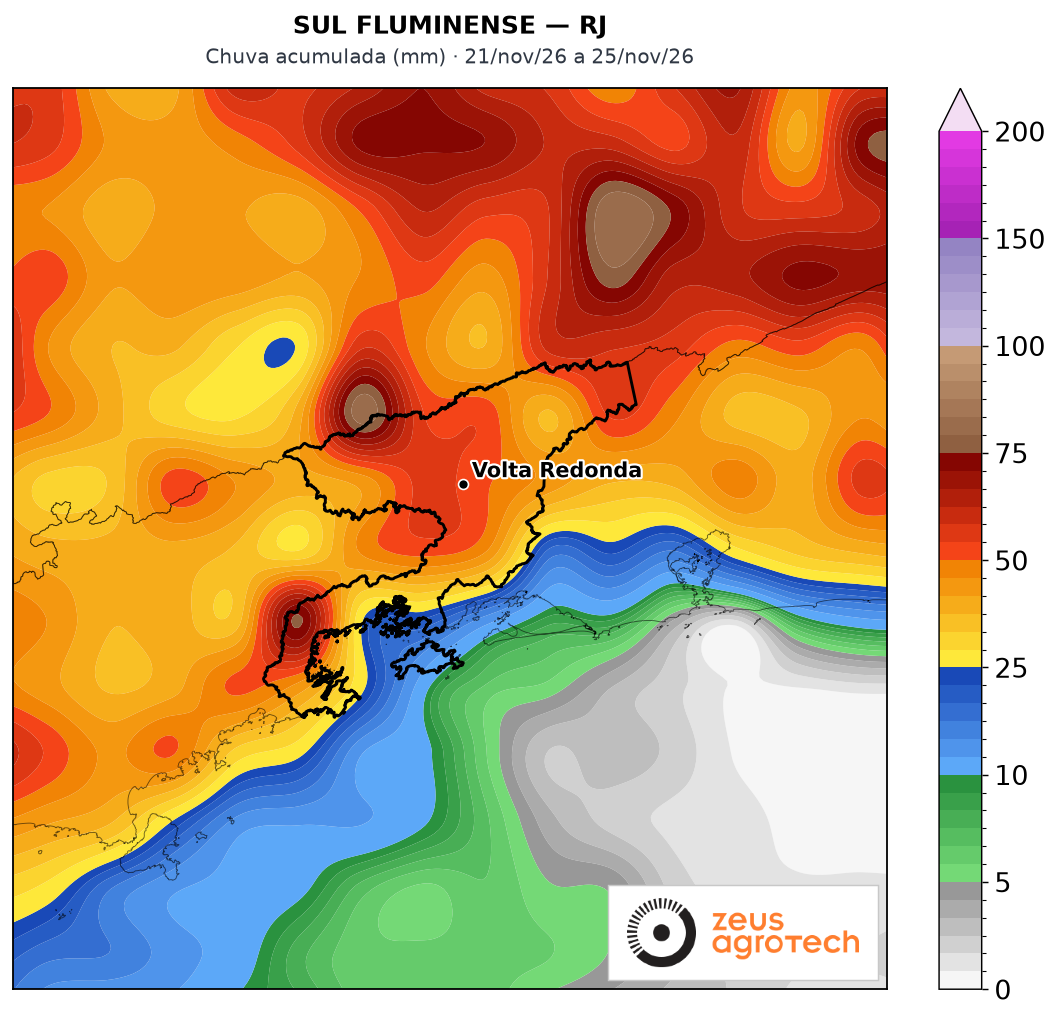 SUL FLUMINENSE — RJ
Chuva acumulada (mm) · 21/nov/26 a 25/nov/26
Volta Redonda
200
150
100
75
50
25
10
5
0
zeus
agrotech